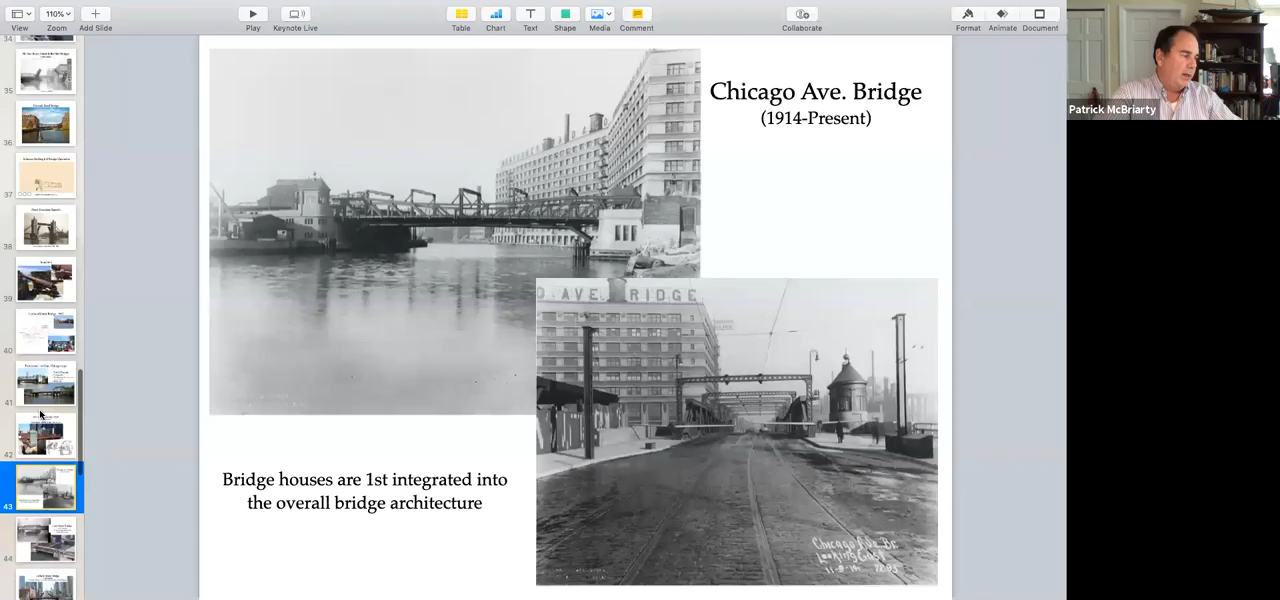 110%
View
Zoom
Add Slide
Play
Keynote Live
Table
Chart
Text
Shape
Media
Comment
Collaborate
Format
Animate
Document
Patrick McBriarty
34
35
36
37
38
39
40
41
42
43
44
Chicago Ave. Bridge
(1914-Present)
O. AVE. BRIDGE
Bridge houses are 1st integrated into
the overall bridge architecture
Chicago Ave. Br.
Looking East